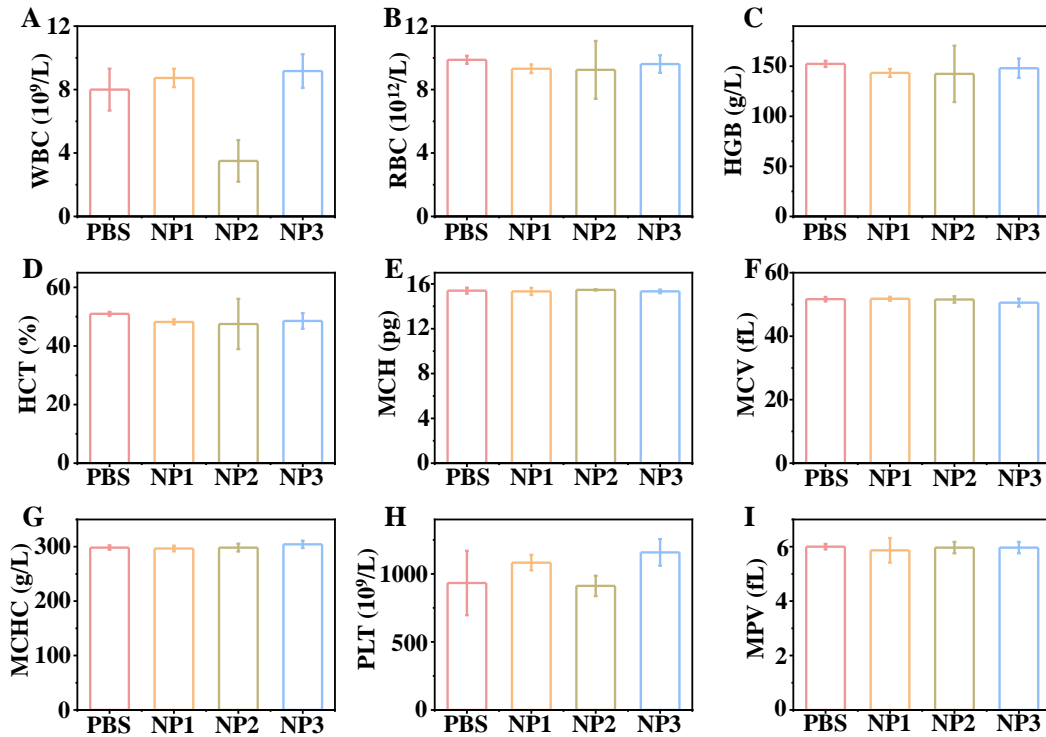 A
WBC (10⁹/L)
12
8
4
0
PBS NP1 NP2 NP3
B
RBC (10¹²/L)
12
8
4
0
PBS NP1 NP2 NP3
C
HGB (g/L)
150
100
50
0
PBS NP1 NP2 NP3
D
HCT (%)
60
40
20
0
PBS NP1 NP2 NP3
E
MCH (pg)
16
12
8
4
0
PBS NP1 NP2 NP3
F
MCV (fL)
60
40
20
0
PBS NP1 NP2 NP3
G
MCHC (g/L)
300
200
100
0
PBS NP1 NP2 NP3
H
PLT (10⁹/L)
1000
500
0
PBS NP1 NP2 NP3
I
MPV (fL)
6
4
2
0
PBS NP1 NP2 NP3